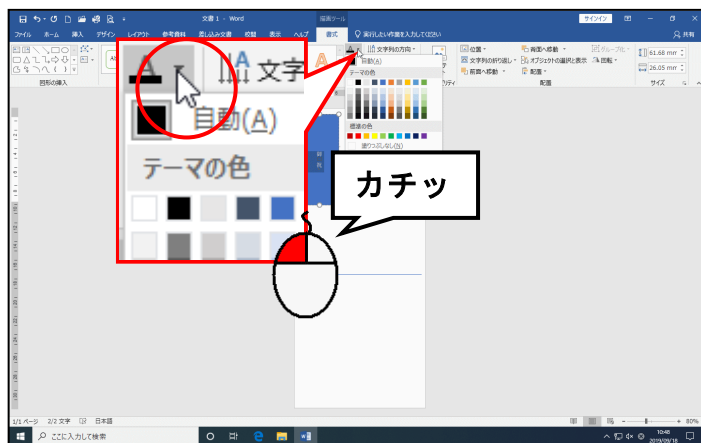 文書 1 - Word
描画ツール
サインイン
ファイル ホーム 挿入 デザイン レイアウト 参考資料 差し込み文書 校閲 表示 ヘルプ 書式 実行したい作業を入力してください 共有
文字列の方向
自動(A)
テーマの色
標準の色
塗りつぶしなし(N)
位置
文字列の折り返し
前面へ移動
背面へ移動
オブジェクトの選択と表示
配置
グループ化
回転
61.68 mm
26.05 mm
図形の挿入
配置
サイズ
A
文字
自動(A)
テーマの色
カチッ
1/1 ページ 2/2 文字 日本語
80%
ここに入力して検索
10:46
2019/09/18